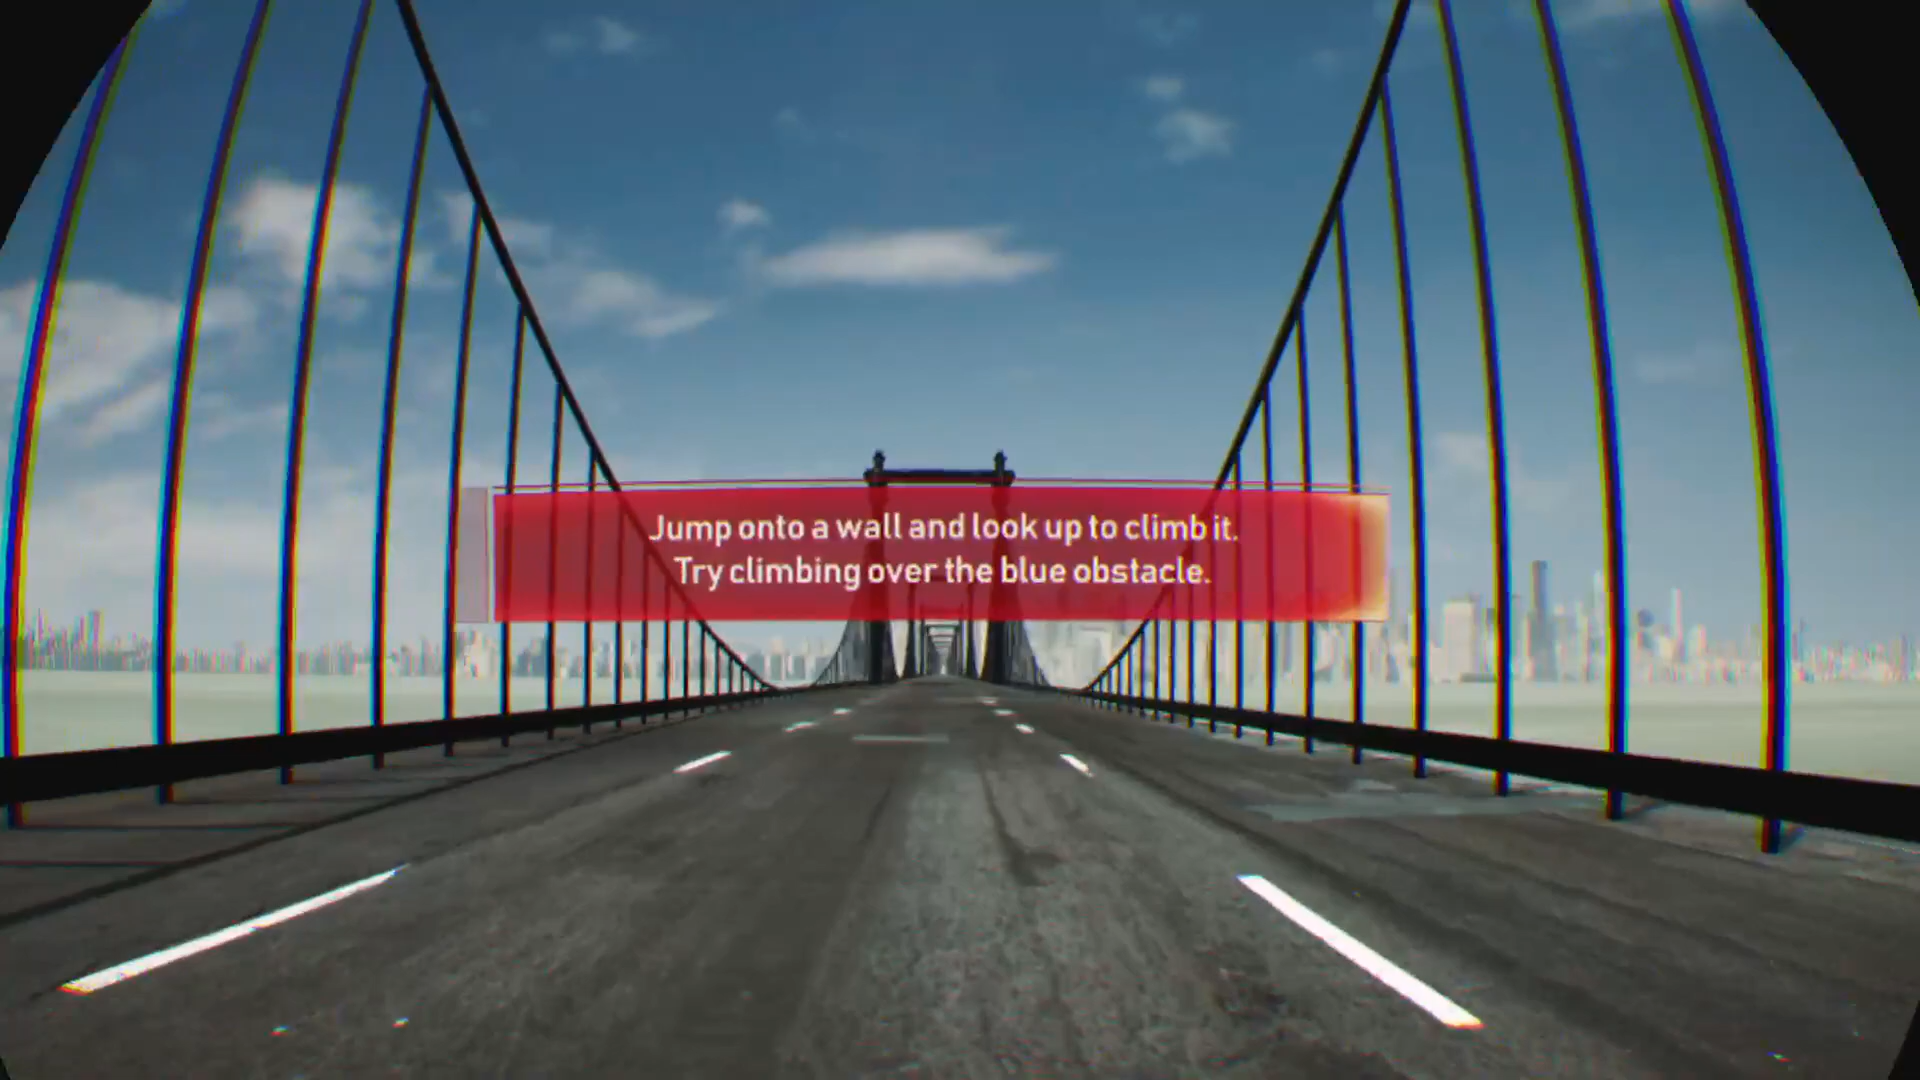 Jump onto a wall and look up to climb it.
Try climbing over the blue obstacle.